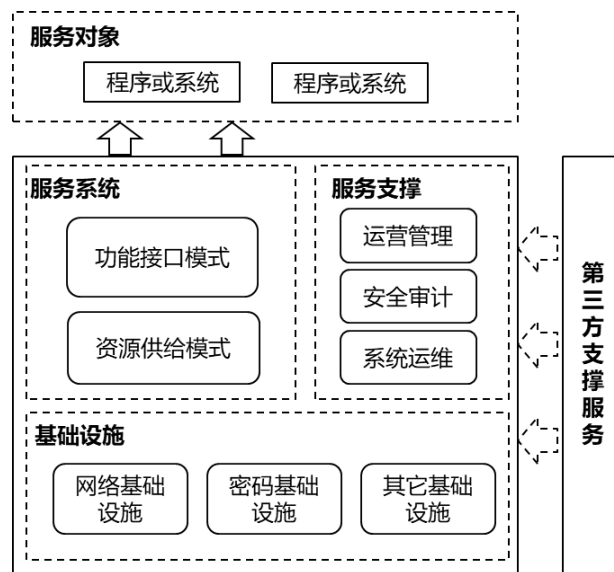 服务对象
程序或系统
程序或系统
服务系统
功能接口模式
资源供给模式
服务支撑
运营管理
安全审计
系统运维
基础设施
网络基础
设施
密码基础
设施
其它基础
设施
第三方支撑服务